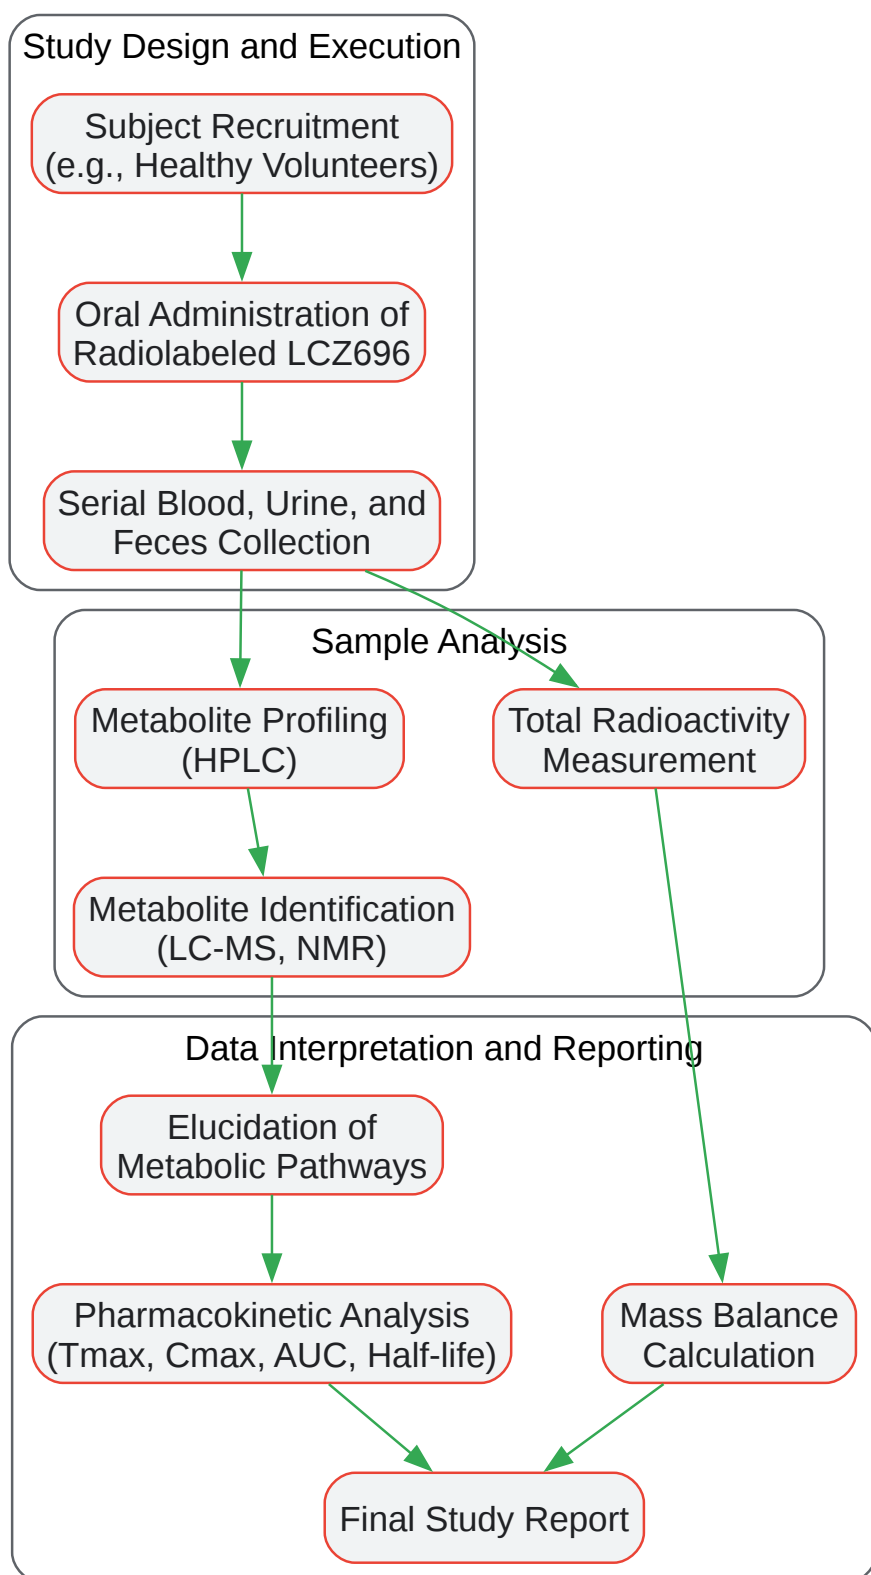 Study Design and Execution
Subject Recruitment
(e.g., Healthy Volunteers)
Oral Administration of
Radiolabeled LCZ696
Serial Blood, Urine, and
Feces Collection
Sample Analysis
Metabolite Profiling
(HPLC)
Total Radioactivity
Measurement
Metabolite Identification
(LC-MS, NMR)
Data Interpretation and Reporting
Elucidation of
Metabolic Pathways
Pharmacokinetic Analysis
(Tmax, Cmax, AUC, Half-life)
Mass Balance
Calculation
Final Study Report